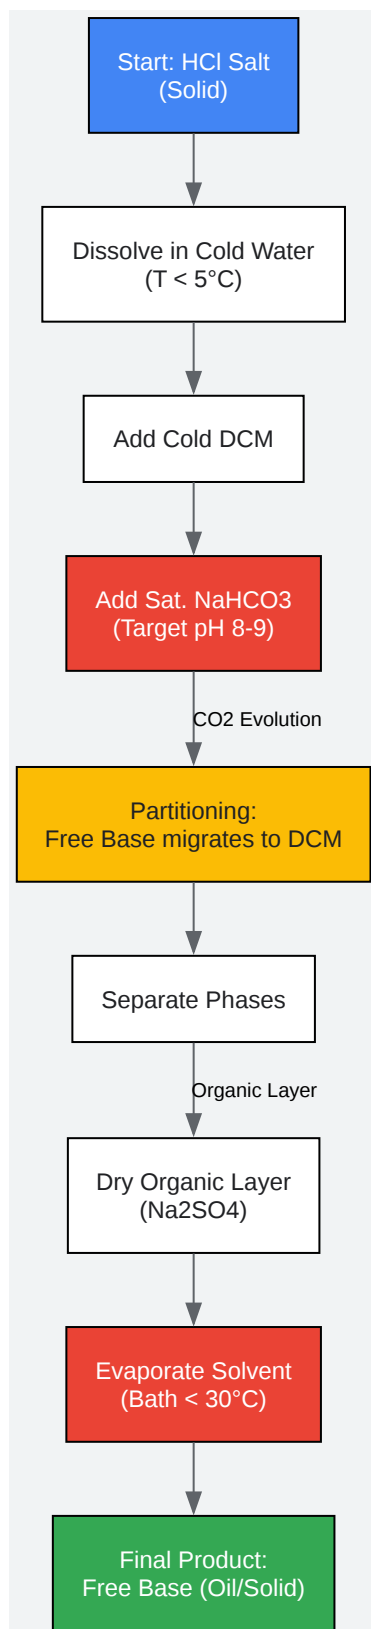 Start: HCl Salt
(Solid)
Dissolve in Cold Water
(T < 5°C)
Add Cold DCM
Add Sat. NaHCO3
(Target pH 8-9)
CO2 Evolution
Partitioning:
Free Base migrates to DCM
Separate Phases
Organic Layer
Dry Organic Layer
(Na2SO4)
Evaporate Solvent
(Bath < 30°C)
Final Product:
Free Base (Oil/Solid)